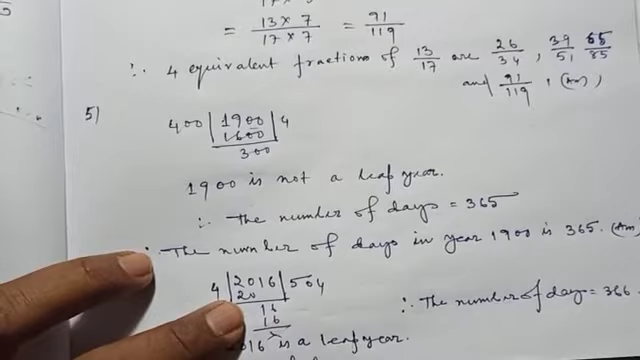 = 13 × 7 / 17 × 7 = 91/119
∴ 4 equivalent fractions of 13/17 are 26/34, 39/51 65/85
and 91/119, (Ans)
5) 400 | 1900 | 4
1600
300
1900 is not a leap year.
∴ The number of days = 365
∴ The number of days in year 1900 is 365. (Ans)
4 | 2016 | 504
20
16
16
∴ The number of days = 366.
2016 is a leap year.